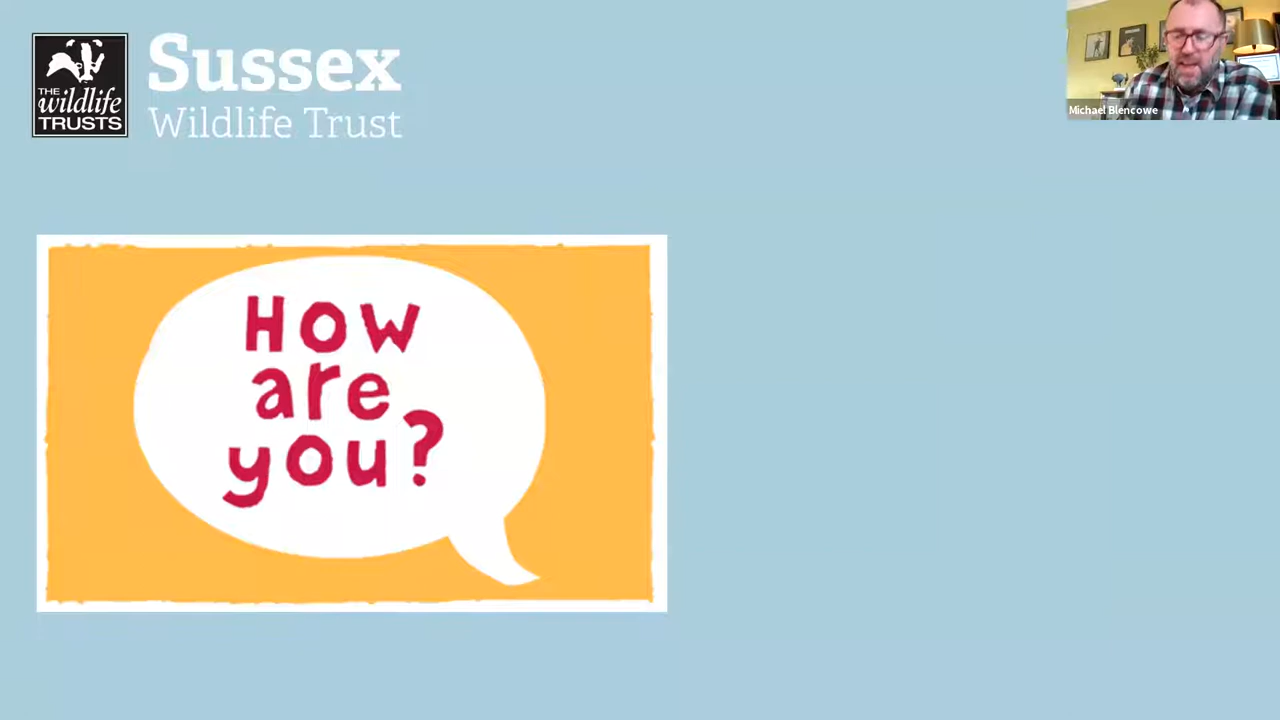 THE
wildlife
TRUSTS
Sussex
Wildlife Trust
Michael Blencowe
How
are
you?